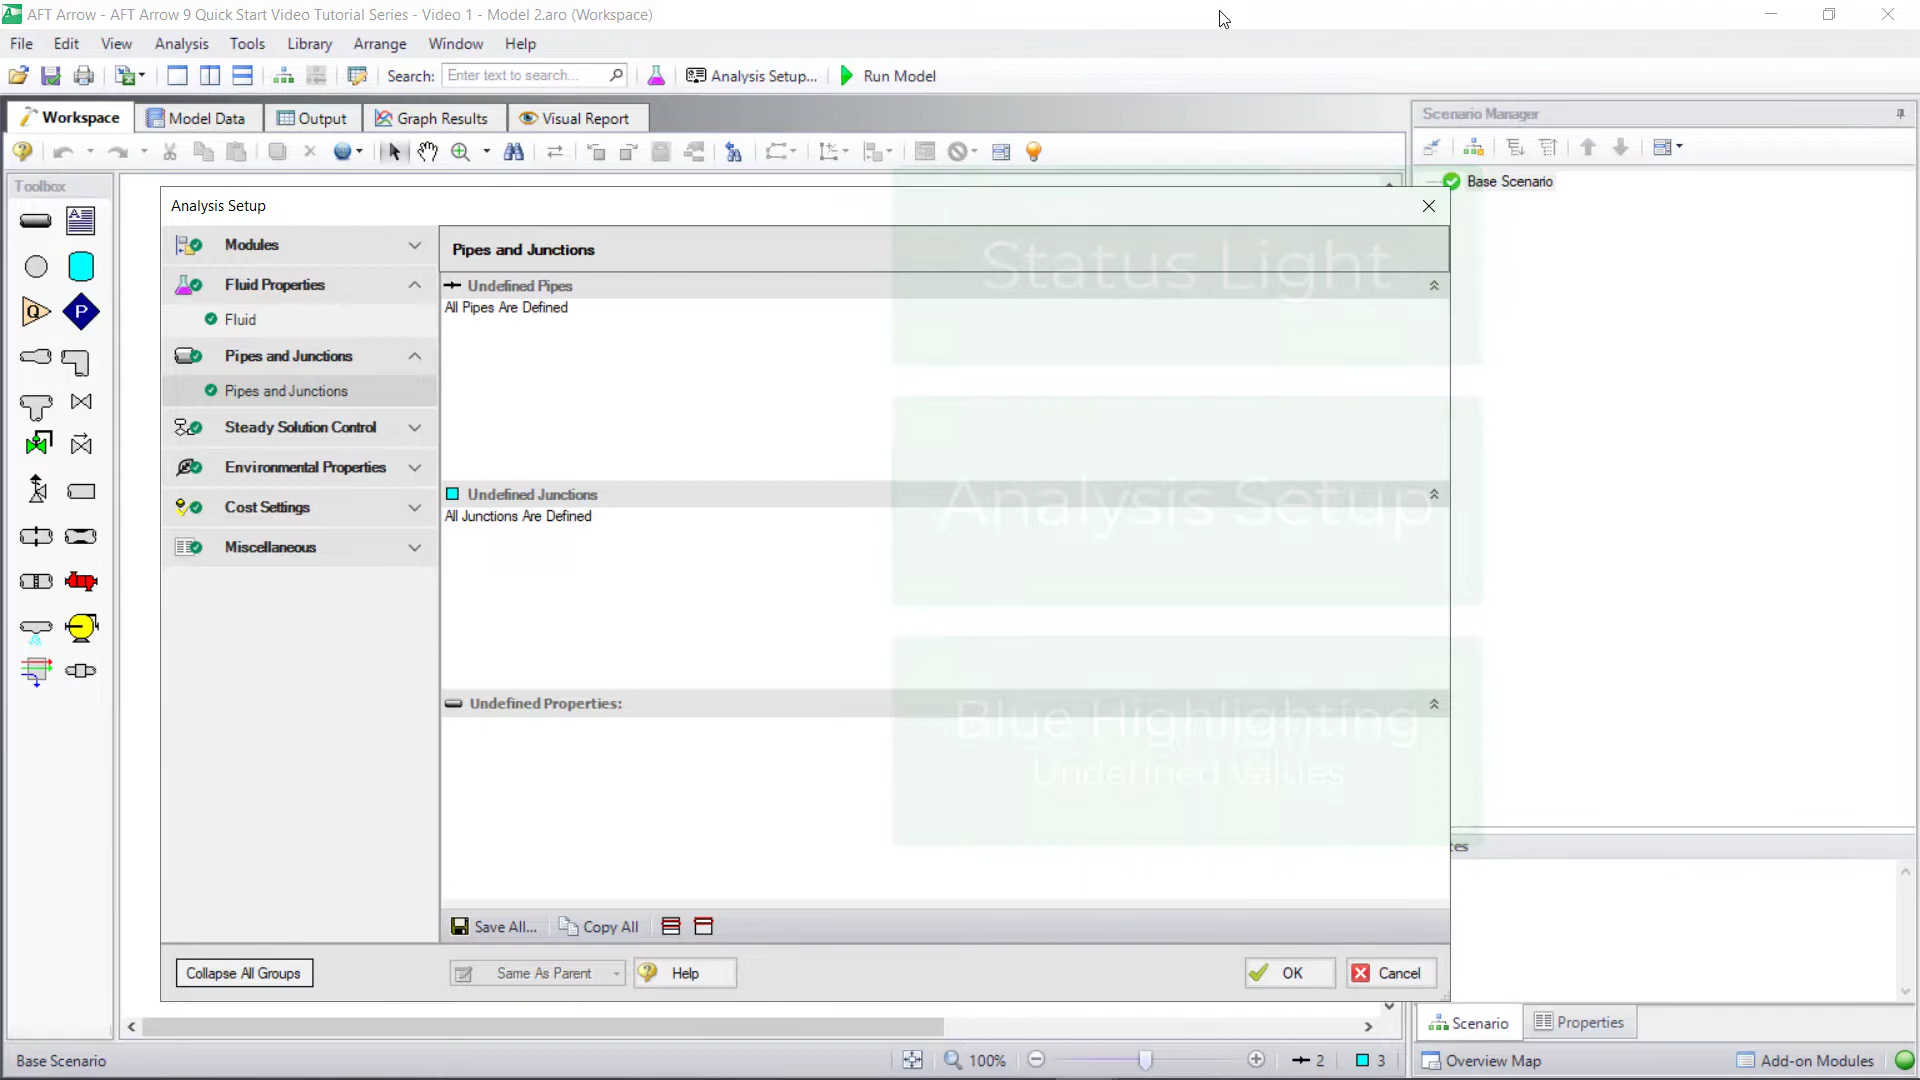 AFT Arrow - AFT Arrow 9 Quick Start Video Tutorial Series - Video 1 - Model 2.aro (Workspace)
File Edit View Analysis Tools Library Arrange Window Help
Search: Enter text to search... Analysis Setup... Run Model
Workspace Model Data Output Graph Results Visual Report
Scenario Manager
Toolbox
Base Scenario
Analysis Setup
Modules
Fluid Properties
Fluid
Pipes and Junctions
Pipes and Junctions
Steady Solution Control
Environmental Properties
Cost Settings
Miscellaneous
Pipes and Junctions
Undefined Pipes
All Pipes Are Defined
Undefined Junctions
All Junctions Are Defined
Undefined Properties:
Status Light
Analysis Setup
Blue Highlighting
Undefined Values
Save All... Copy All
Collapse All Groups Same As Parent Help OK Cancel
Scenario Properties
Base Scenario 100% 2 3 Overview Map Add-on Modules